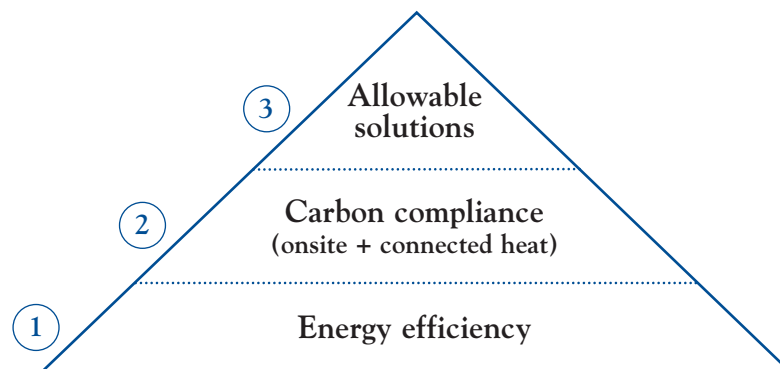 3
Allowable
solutions
2
Carbon compliance
(onsite + connected heat)
1
Energy efficiency